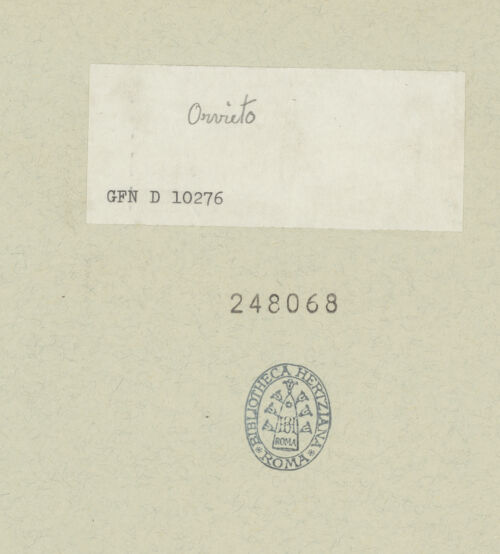 Orvieto
GFN D 10276
248068
BIBLIOTHECA HERTZIANA
ROMA
ROMA